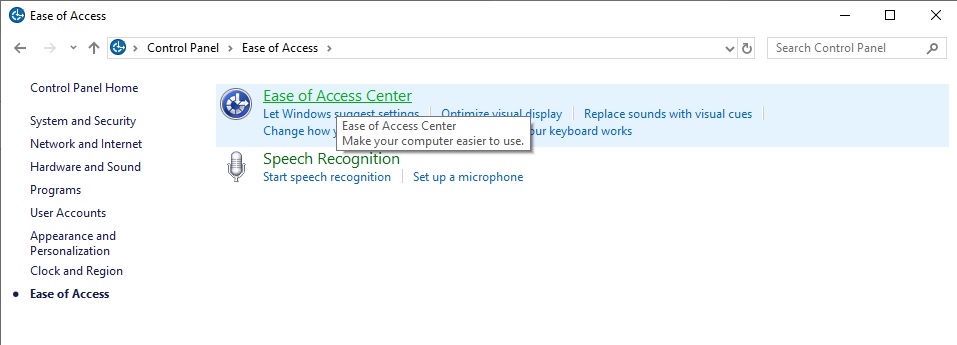 Ease of Access
Control Panel Ease of Access Search Control Panel
Control Panel Home
System and Security
Network and Internet
Hardware and Sound
Programs
User Accounts
Appearance and
Personalization
Clock and Region
Ease of Access
Ease of Access Center
Let Windows suggest settings Optimize visual display Replace sounds with visual cues
Change how your keyboard works
Ease of Access Center
Make your computer easier to use.
Speech Recognition
Start speech recognition Set up a microphone